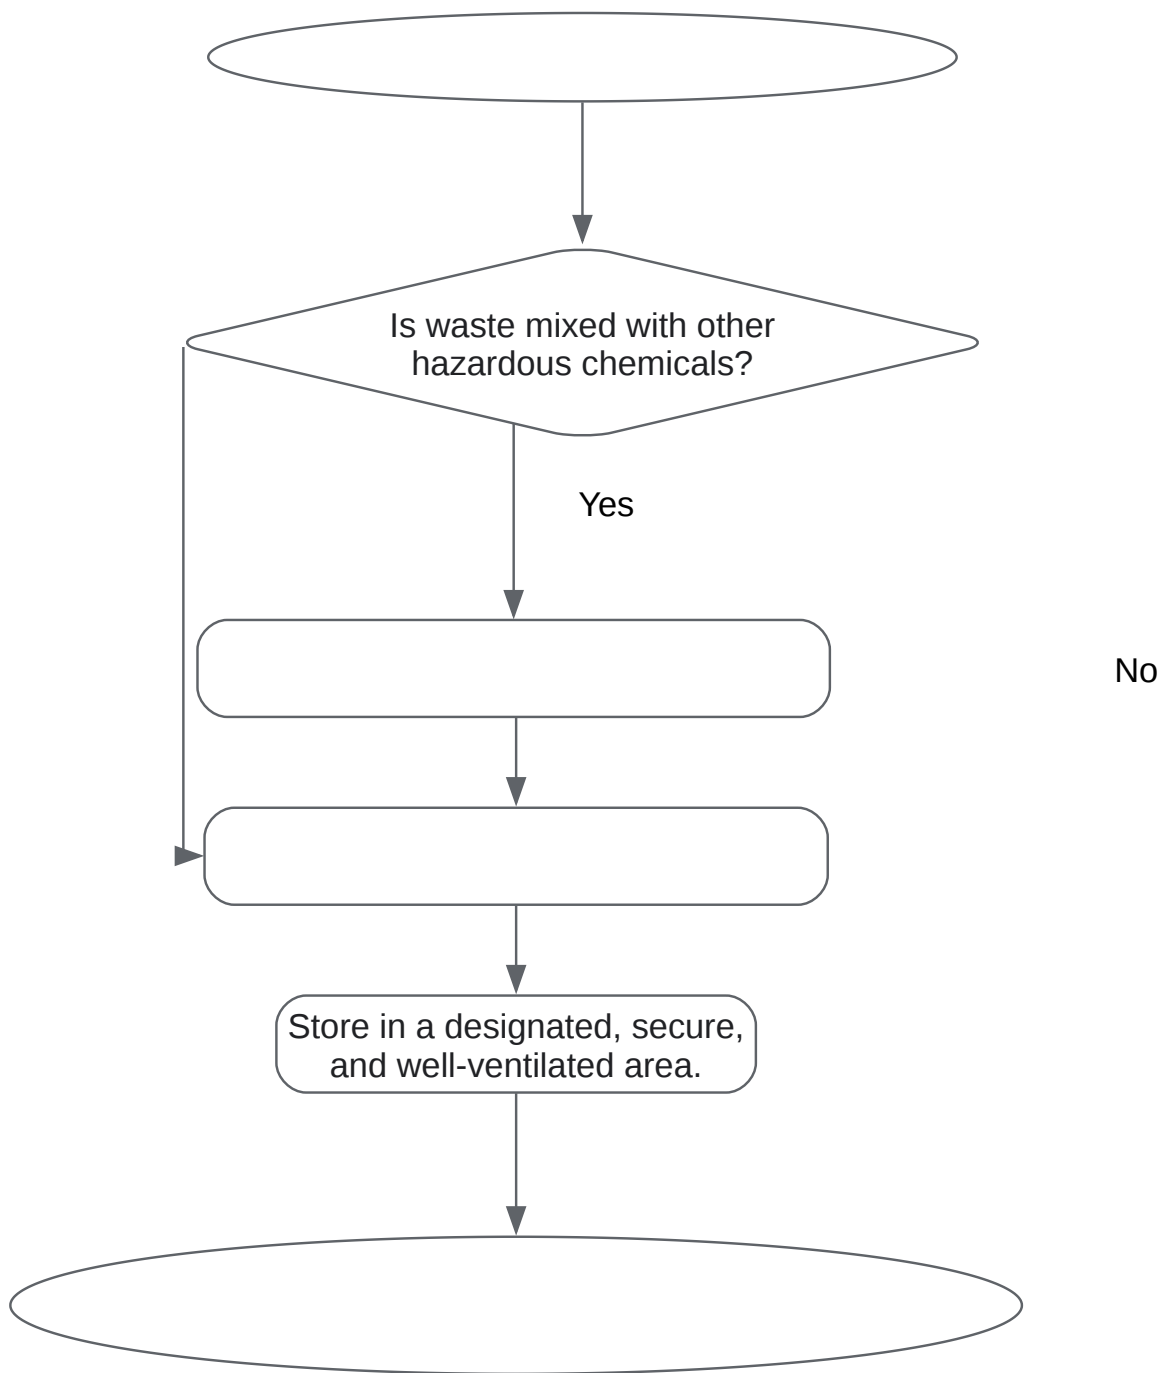 Is waste mixed with other
hazardous chemicals?
Yes
No
Store in a designated, secure,
and well-ventilated area.